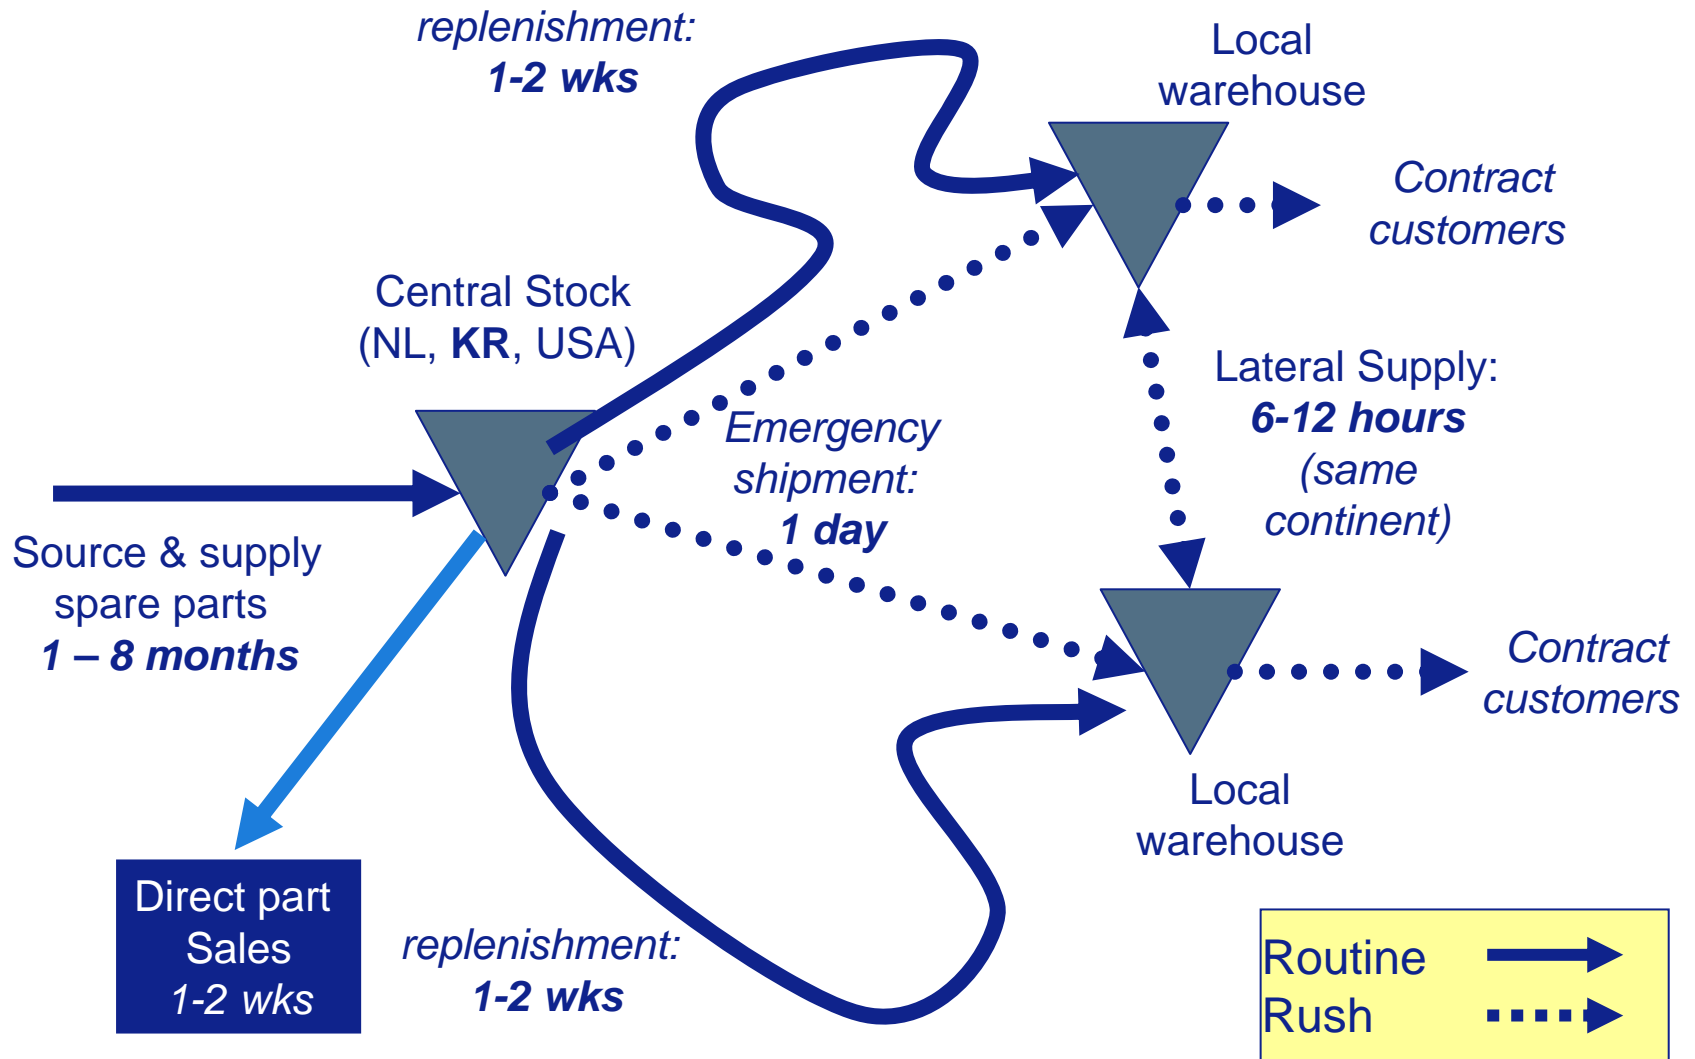 replenishment:
1-2 wks
Local
warehouse
Contract
customers
Central Stock
(NL, KR, USA)
Lateral Supply:
6-12 hours
(same
continent)
Emergency
shipment:
1 day
Source & supply
spare parts
1 – 8 months
Contract
customers
Local
warehouse
Direct part
Sales
1-2 wks
replenishment:
1-2 wks
Routine
Rush